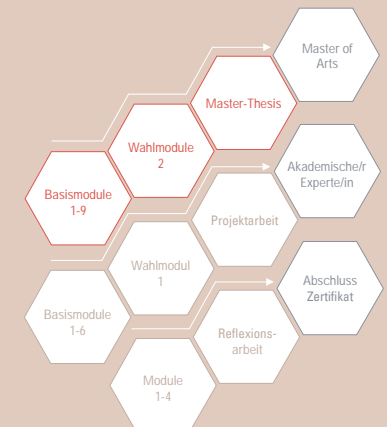 Master of
Arts
Master-Thesis
Wahlmodule
2
Basismodule
1-9
Akademische/r
Experte/in
Projektarbeit
Wahlmodul
1
Basismodule
1-6
Abschluss
Zertifikat
Reflexions-
arbeit
Module
1-4